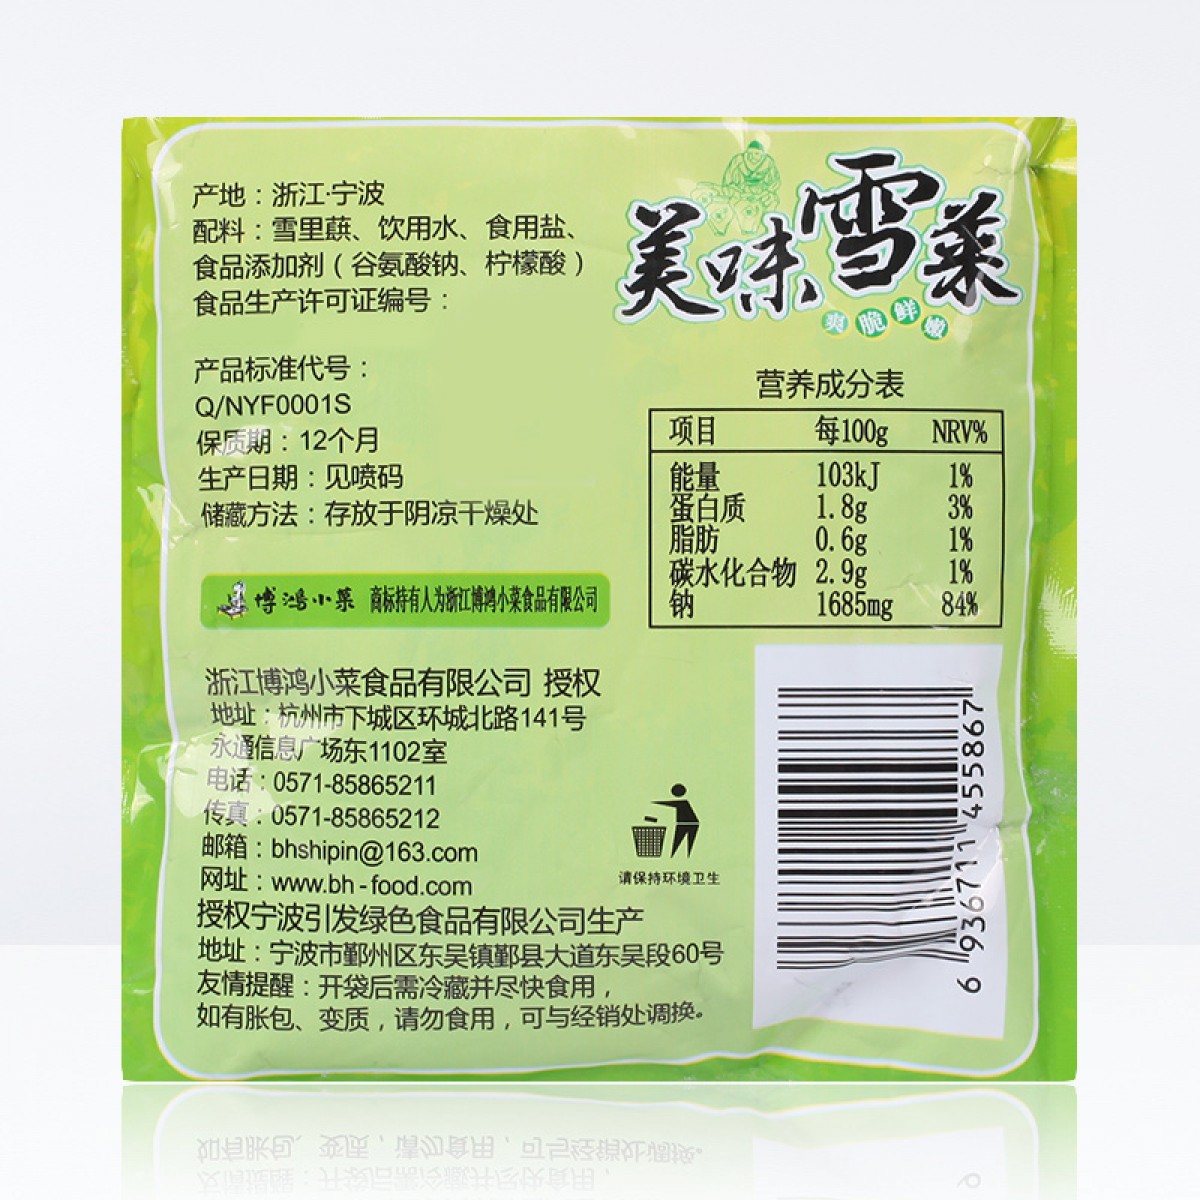 产地：浙江·宁波
配料：雪里蕻、饮用水、食用盐、
食品添加剂（谷氨酸钠、柠檬酸）
食品生产许可证编号：
产品标准代号：
Q/NYF0001S
保质期：12个月
生产日期：见喷码
储藏方法：存放于阴凉干燥处
博鸿小菜 商标持有人为浙江博鸿小菜食品有限公司
浙江博鸿小菜食品有限公司 授权
地址：杭州市下城区环城北路141号
永通信息广场东1102室
电话：0571-85865211
传真：0571-85865212
邮箱：bhshipin@163.com
网址：www.bh-food.com
授权宁波引发绿色食品有限公司生产
地址：宁波市鄞州区东吴镇鄞县大道东吴段60号
友情提醒：开袋后需冷藏并尽快食用，
如有胀包、变质，请勿食用，可与经销处调换。
美味雪菜
爽脆鲜嫩
营养成分表
项目 每100g NRV%
能量 103kJ 1%
蛋白质 1.8g 3%
脂肪 0.6g 1%
碳水化合物 2.9g 1%
钠 1685mg 84%
请保持环境卫生
6 936711 455867